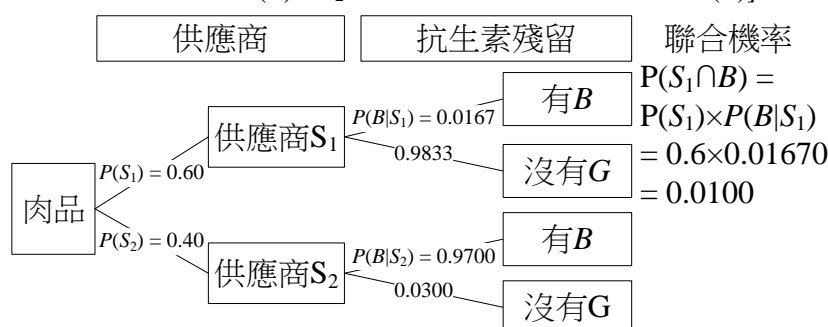 供應商 抗生素殘留 聯合機率
有B
P(S₁∩B) =
P(B|S₁) = 0.0167
P(S₁)×P(B|S₁)
供應商S₁
0.9833
沒有G
= 0.6×0.01670
P(S₁) = 0.60
= 0.0100
肉品
P(S₂) = 0.40
有B
P(B|S₂) = 0.9700
供應商S₂
0.0300
沒有G